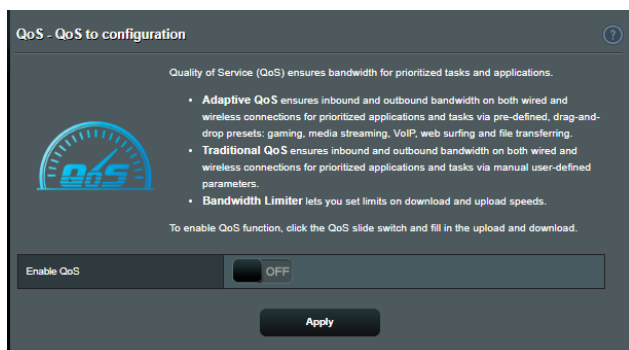 QoS - QoS to configuration
?
Quality of Service (QoS) ensures bandwidth for prioritized tasks and applications.
• Adaptive QoS ensures inbound and outbound bandwidth on both wired and
wireless connections for prioritized applications and tasks via pre-defined, drag-and-
drop presets: gaming, media streaming, VoIP, web surfing and file transferring.
• Traditional QoS ensures inbound and outbound bandwidth on both wired and
wireless connections for prioritized applications and tasks via manual user-defined
parameters.
• Bandwidth Limiter lets you set limits on download and upload speeds.
QoS
To enable QoS function, click the QoS slide switch and fill in the upload and download.
Enable QoS
OFF
Apply